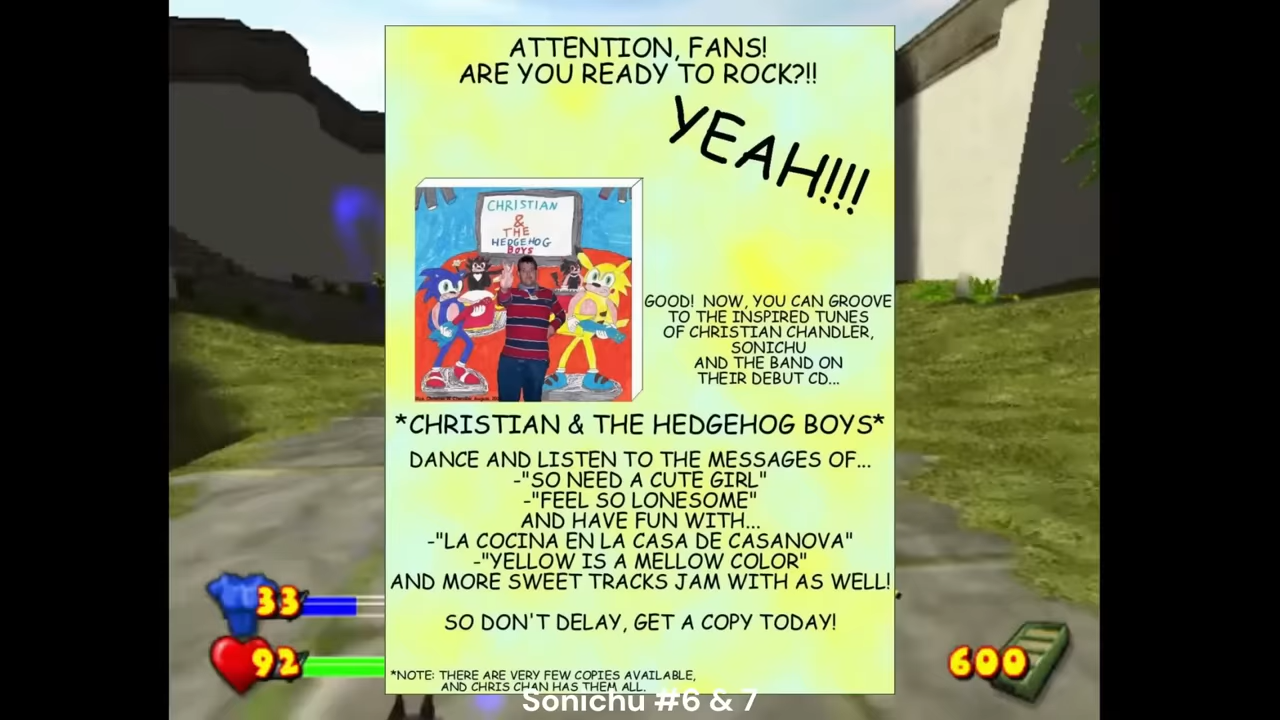 ATTENTION, FANS!
ARE YOU READY TO ROCK?!!
YEAH!!!
CHRISTIAN
&
THE
HEDGEHOG
BOYS
GOOD! NOW, YOU CAN GROOVE
TO THE INSPIRED TUNES
OF CHRISTIAN CHANDLER,
SONICHU
AND THE BAND ON
THEIR DEBUT CD...
*CHRISTIAN & THE HEDGEHOG BOYS*
DANCE AND LISTEN TO THE MESSAGES OF...
-"SO NEED A CUTE GIRL"
-"FEEL SO LONESOME"
AND HAVE FUN WITH...
-"LA COCINA EN LA CASA DE CASANOVA"
-"YELLOW IS A MELLOW COLOR"
AND MORE SWEET TRACKS JAM WITH AS WELL!
SO DON'T DELAY, GET A COPY TODAY!
*NOTE: THERE ARE VERY FEW COPIES AVAILABLE,
AND CHRIS CHAN HAS THEM ALL.
Sonichu #6 & 7
33
92
600